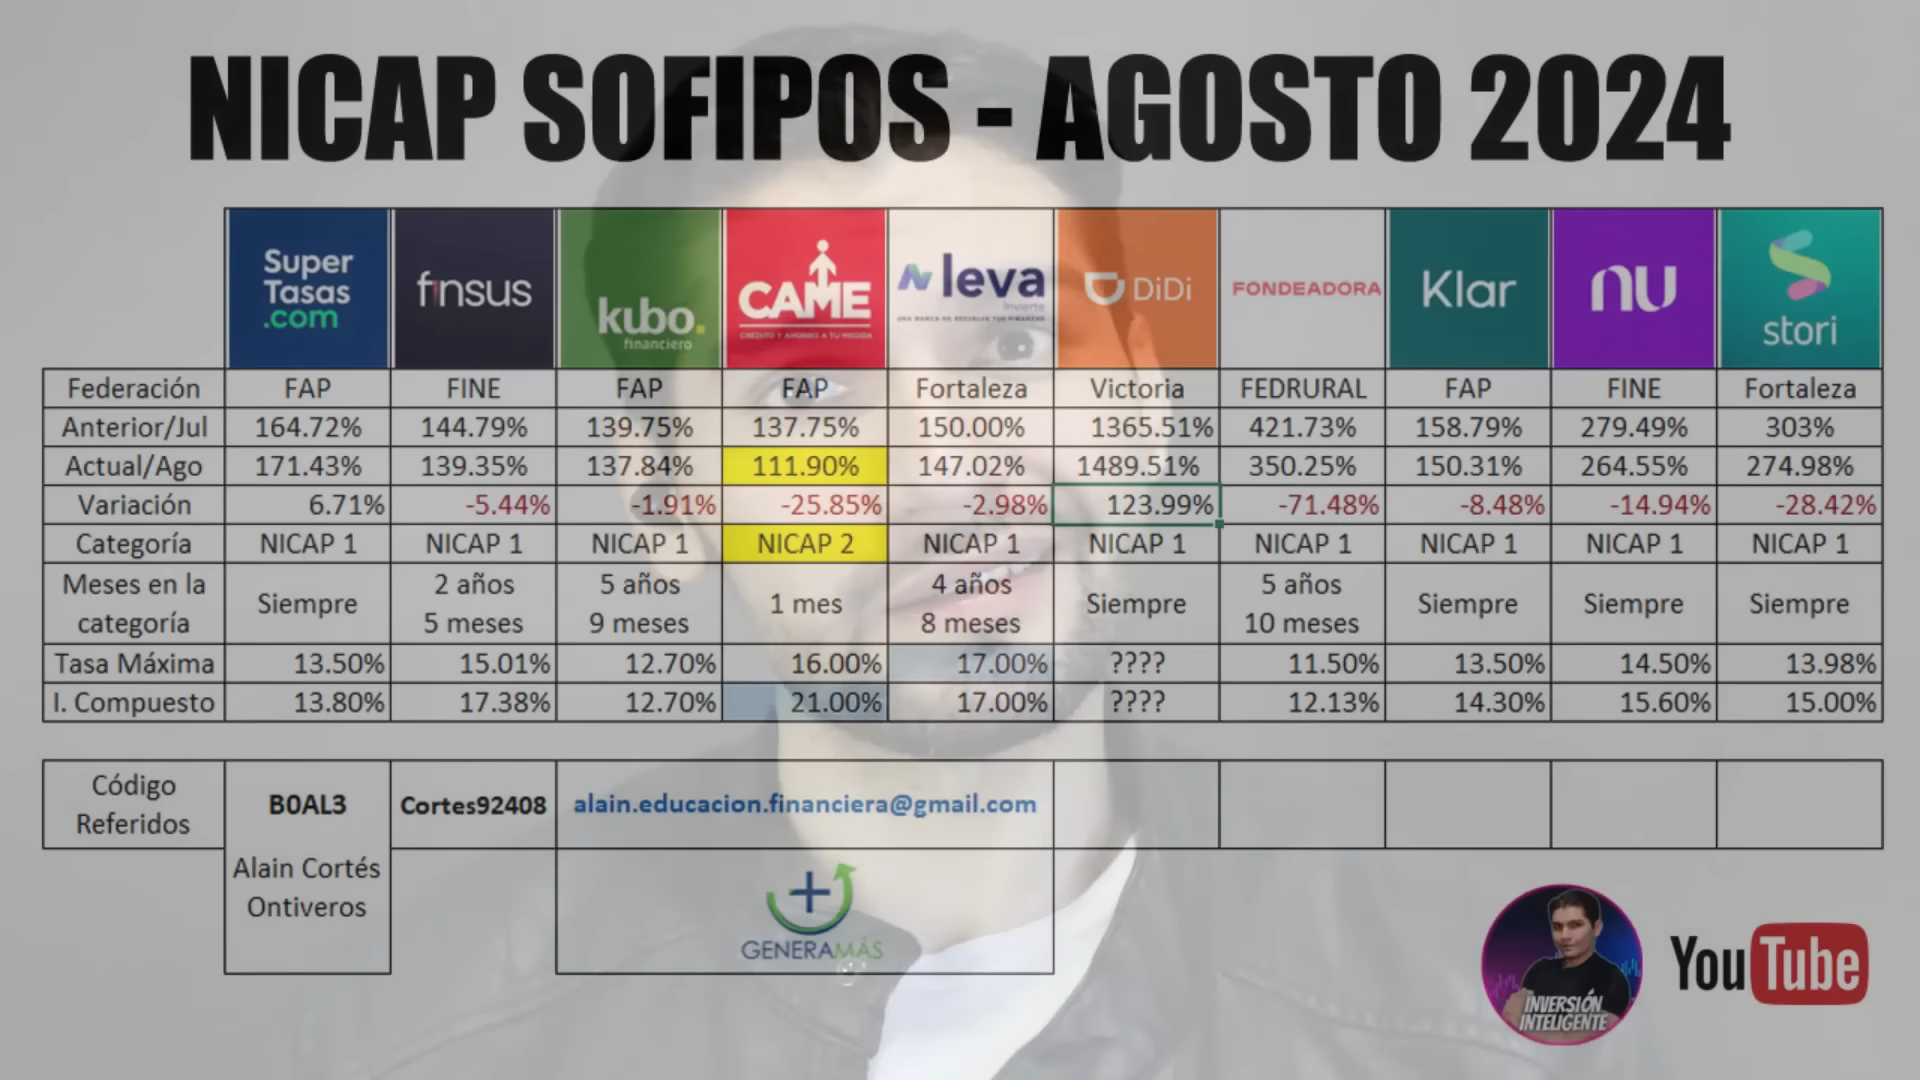 NICAP SOFIPOS - AGOSTO 2024
Super Tasas .com finsus kubo. financiero CAME CRÉDITO Y AHORRO A TU MEDIDA leva Invierte DiDi FONDEADORA Klar nu stori
Federación FAP FINE FAP FAP Fortaleza Victoria FEDRURAL FAP FINE Fortaleza
Anterior/Jul 164.72% 144.79% 139.75% 137.75% 150.00% 1365.51% 421.73% 158.79% 279.49% 303%
Actual/Ago 171.43% 139.35% 137.84% 111.90% 147.02% 1489.51% 350.25% 150.31% 264.55% 274.98%
Variación 6.71% -5.44% -1.91% -25.85% -2.98% 123.99% -71.48% -8.48% -14.94% -28.42%
Categoría NICAP 1 NICAP 1 NICAP 1 NICAP 2 NICAP 1 NICAP 1 NICAP 1 NICAP 1 NICAP 1 NICAP 1
Meses en la categoría Siempre 2 años 5 meses 5 años 9 meses 1 mes 4 años 8 meses Siempre 5 años 10 meses Siempre Siempre Siempre
Tasa Máxima 13.50% 15.01% 12.70% 16.00% 17.00% ???? 11.50% 13.50% 14.50% 13.98%
I. Compuesto 13.80% 17.38% 12.70% 21.00% 17.00% ???? 12.13% 14.30% 15.60% 15.00%
Código Referidos B0AL3 Cortes92408 alain.educacion.financiera@gmail.com
Alain Cortés
Ontiveros
GENERAMÁS
INVERSIÓN
INTELIGENTE
YouTube